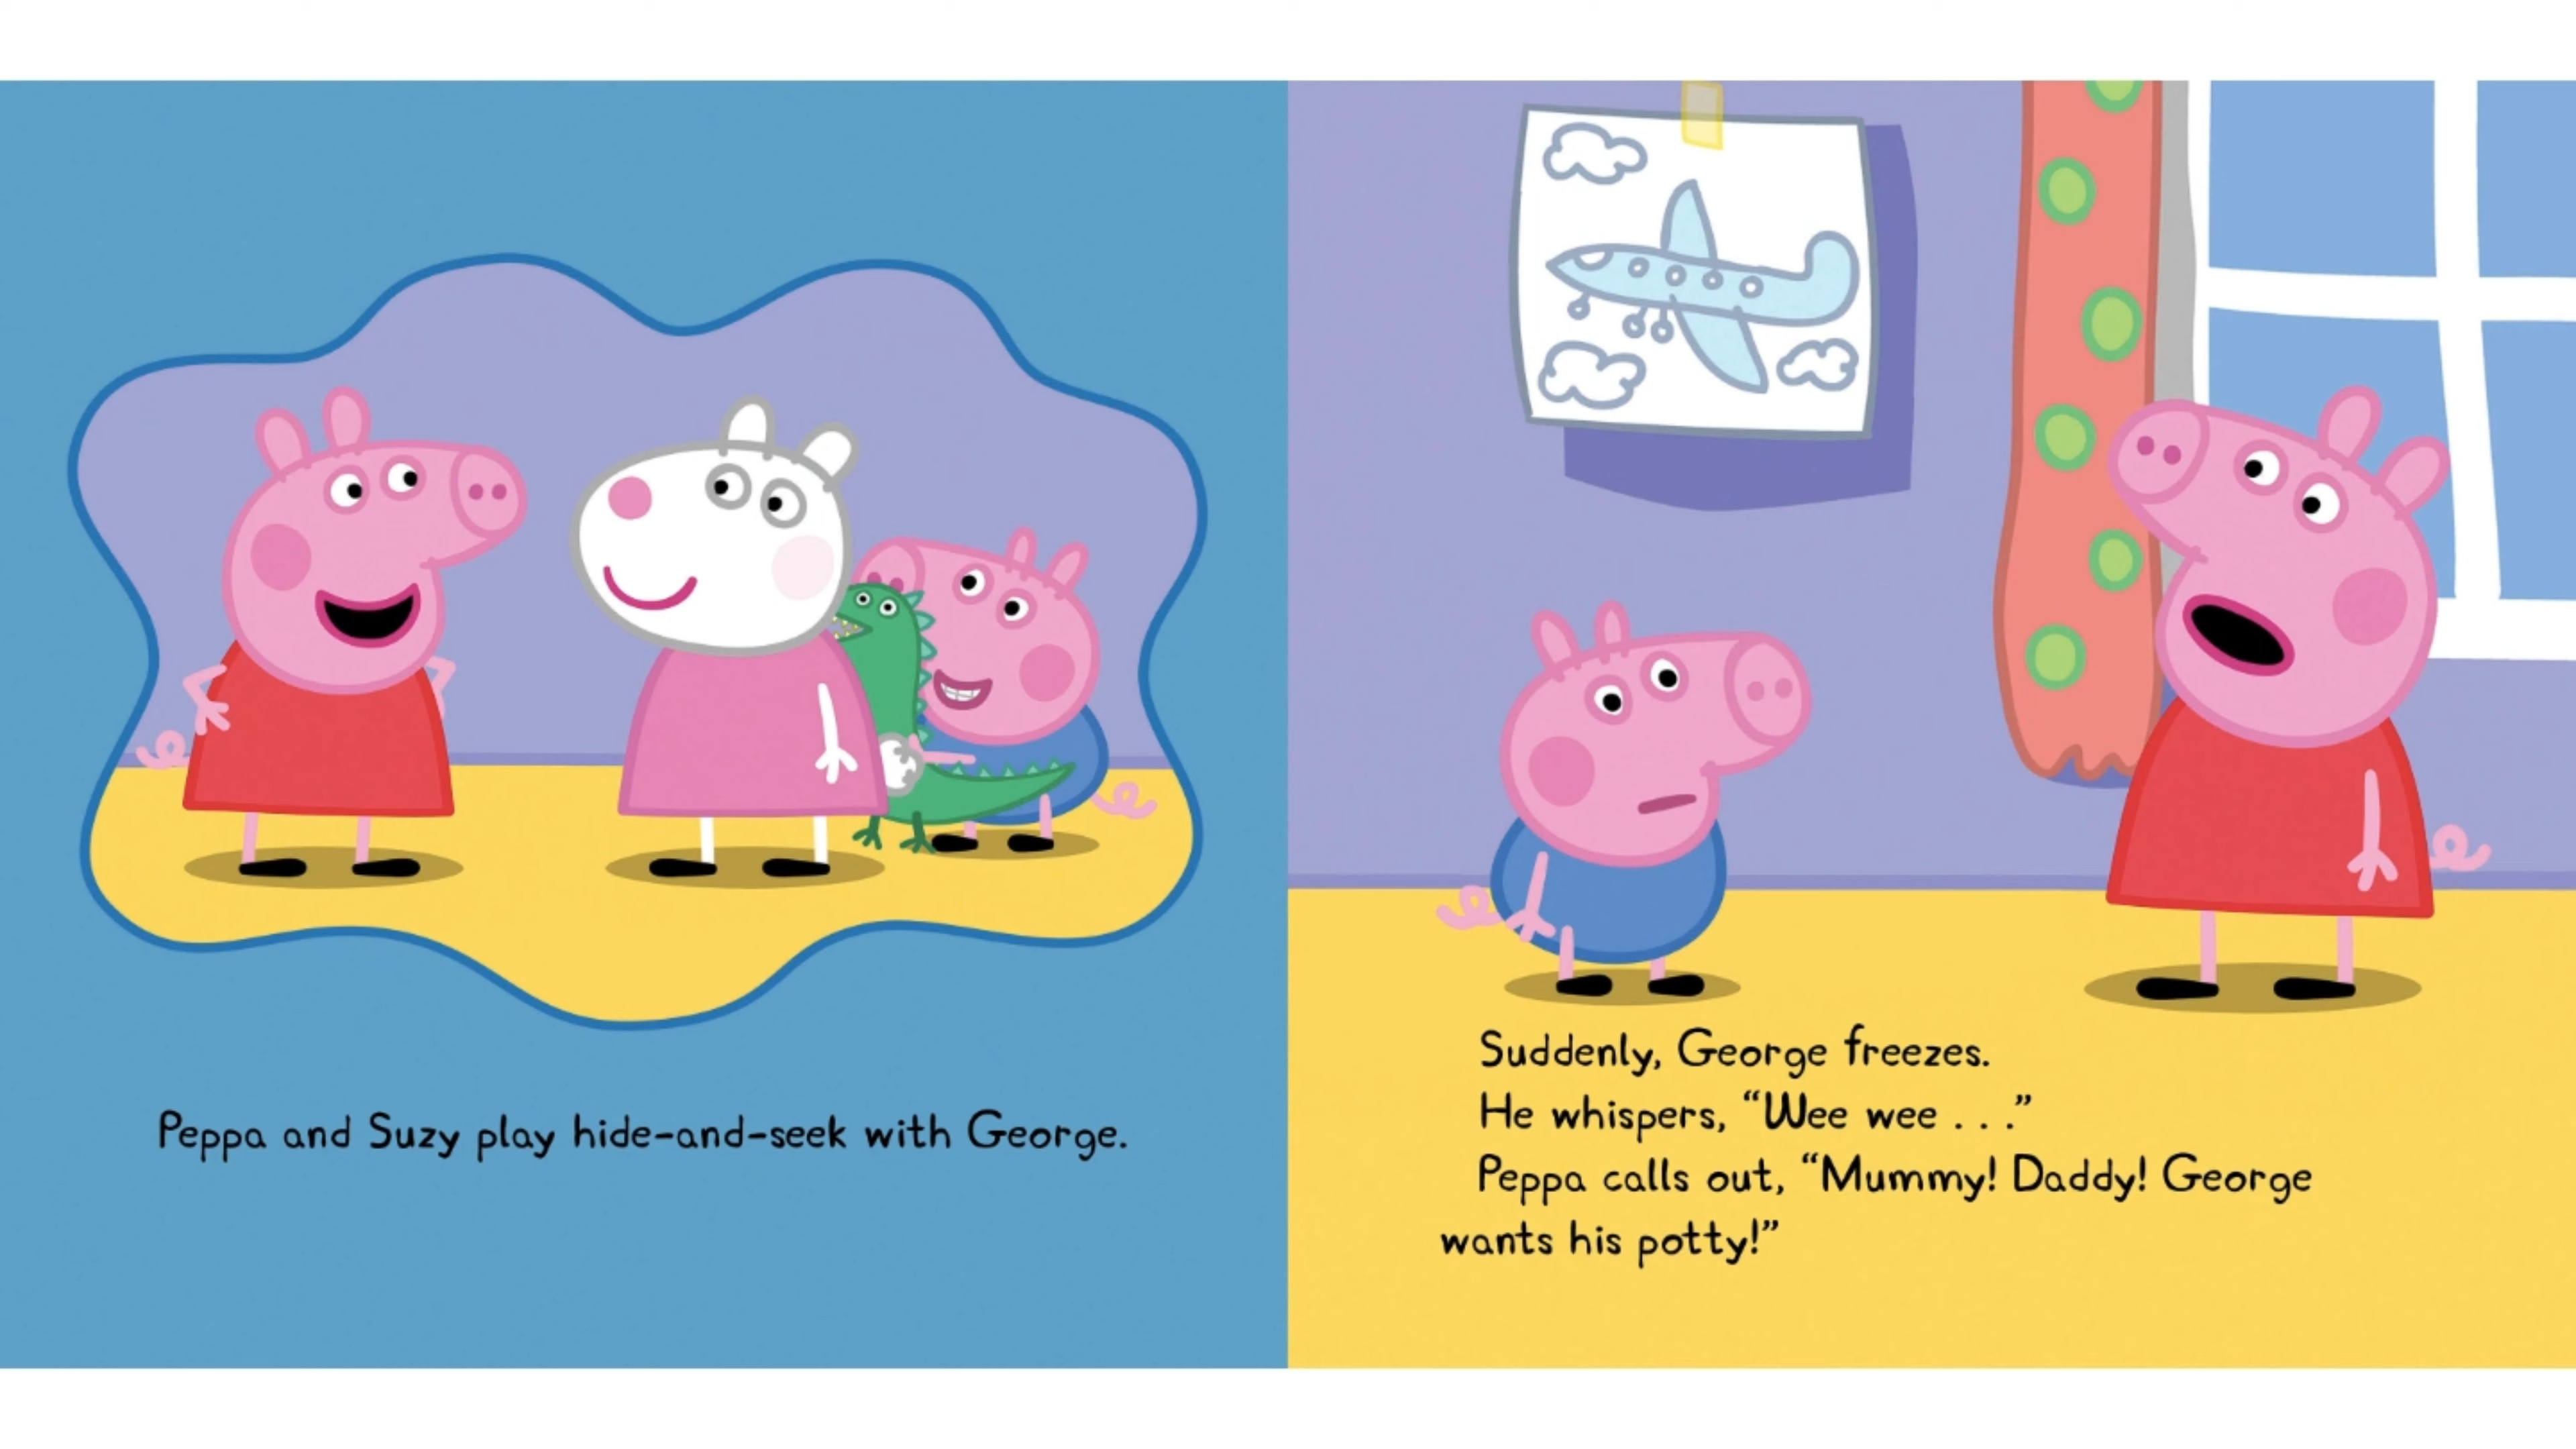 Peppa and Suzy play hide-and-seek with George.
Suddenly, George freezes.
He whispers, “Wee wee . . .”
Peppa calls out, “Mummy! Daddy! George
wants his potty!”